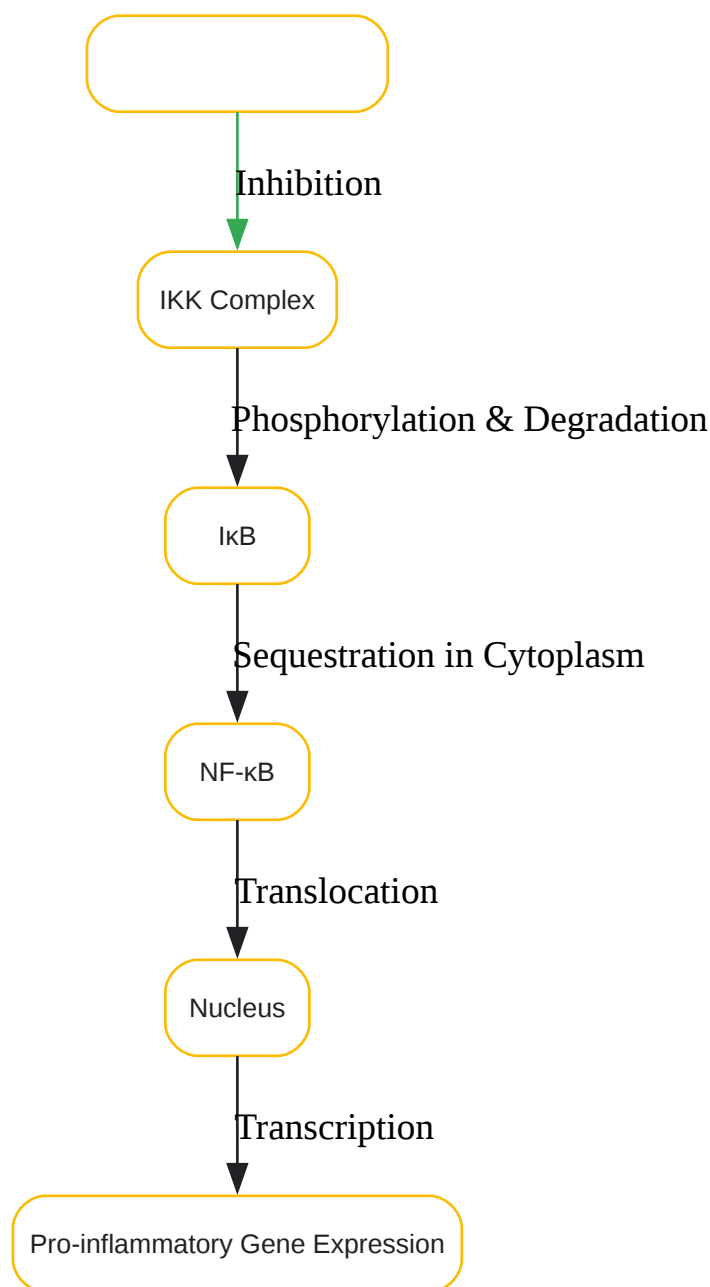 Inhibition
IKK Complex
Phosphorylation & Degradation
IκB
Sequestration in Cytoplasm
NF-κB
Translocation
Nucleus
Transcription
Pro-inflammatory Gene Expression